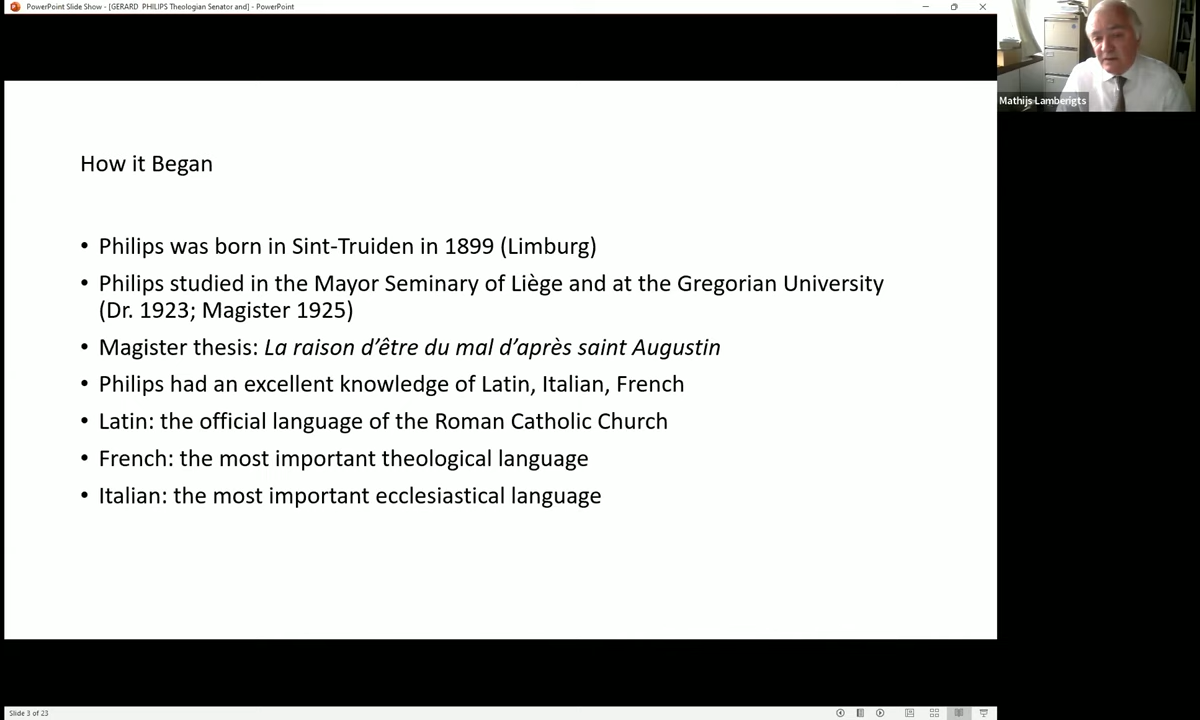 PowerPoint Slide Show - [GERARD PHILIPS Theologian Senator and] - PowerPoint
Mathijs Lamberigts
How it Began
• Philips was born in Sint-Truiden in 1899 (Limburg)
• Philips studied in the Mayor Seminary of Liège and at the Gregorian University
(Dr. 1923; Magister 1925)
• Magister thesis: La raison d’être du mal d’après saint Augustin
• Philips had an excellent knowledge of Latin, Italian, French
• Latin: the official language of the Roman Catholic Church
• French: the most important theological language
• Italian: the most important ecclesiastical language
Slide 3 of 23